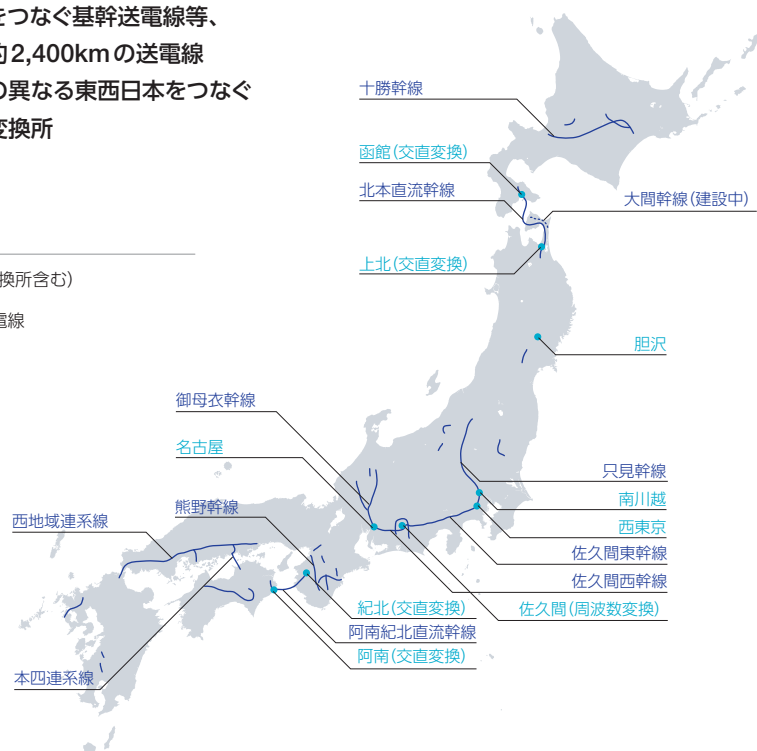 をつなぐ基幹送電線等、
約2,400kmの送電線
の異なる東西日本をつなぐ
変換所
換所含む)
電線
十勝幹線
函館(交直変換)
北本直流幹線
大間幹線(建設中)
上北(交直変換)
胆沢
御母衣幹線
名古屋
熊野幹線
西地域連系線
只見幹線
南川越
西東京
佐久間東幹線
佐久間西幹線
佐久間(周波数変換)
紀北(交直変換)
阿南紀北直流幹線
阿南(交直変換)
本四連系線